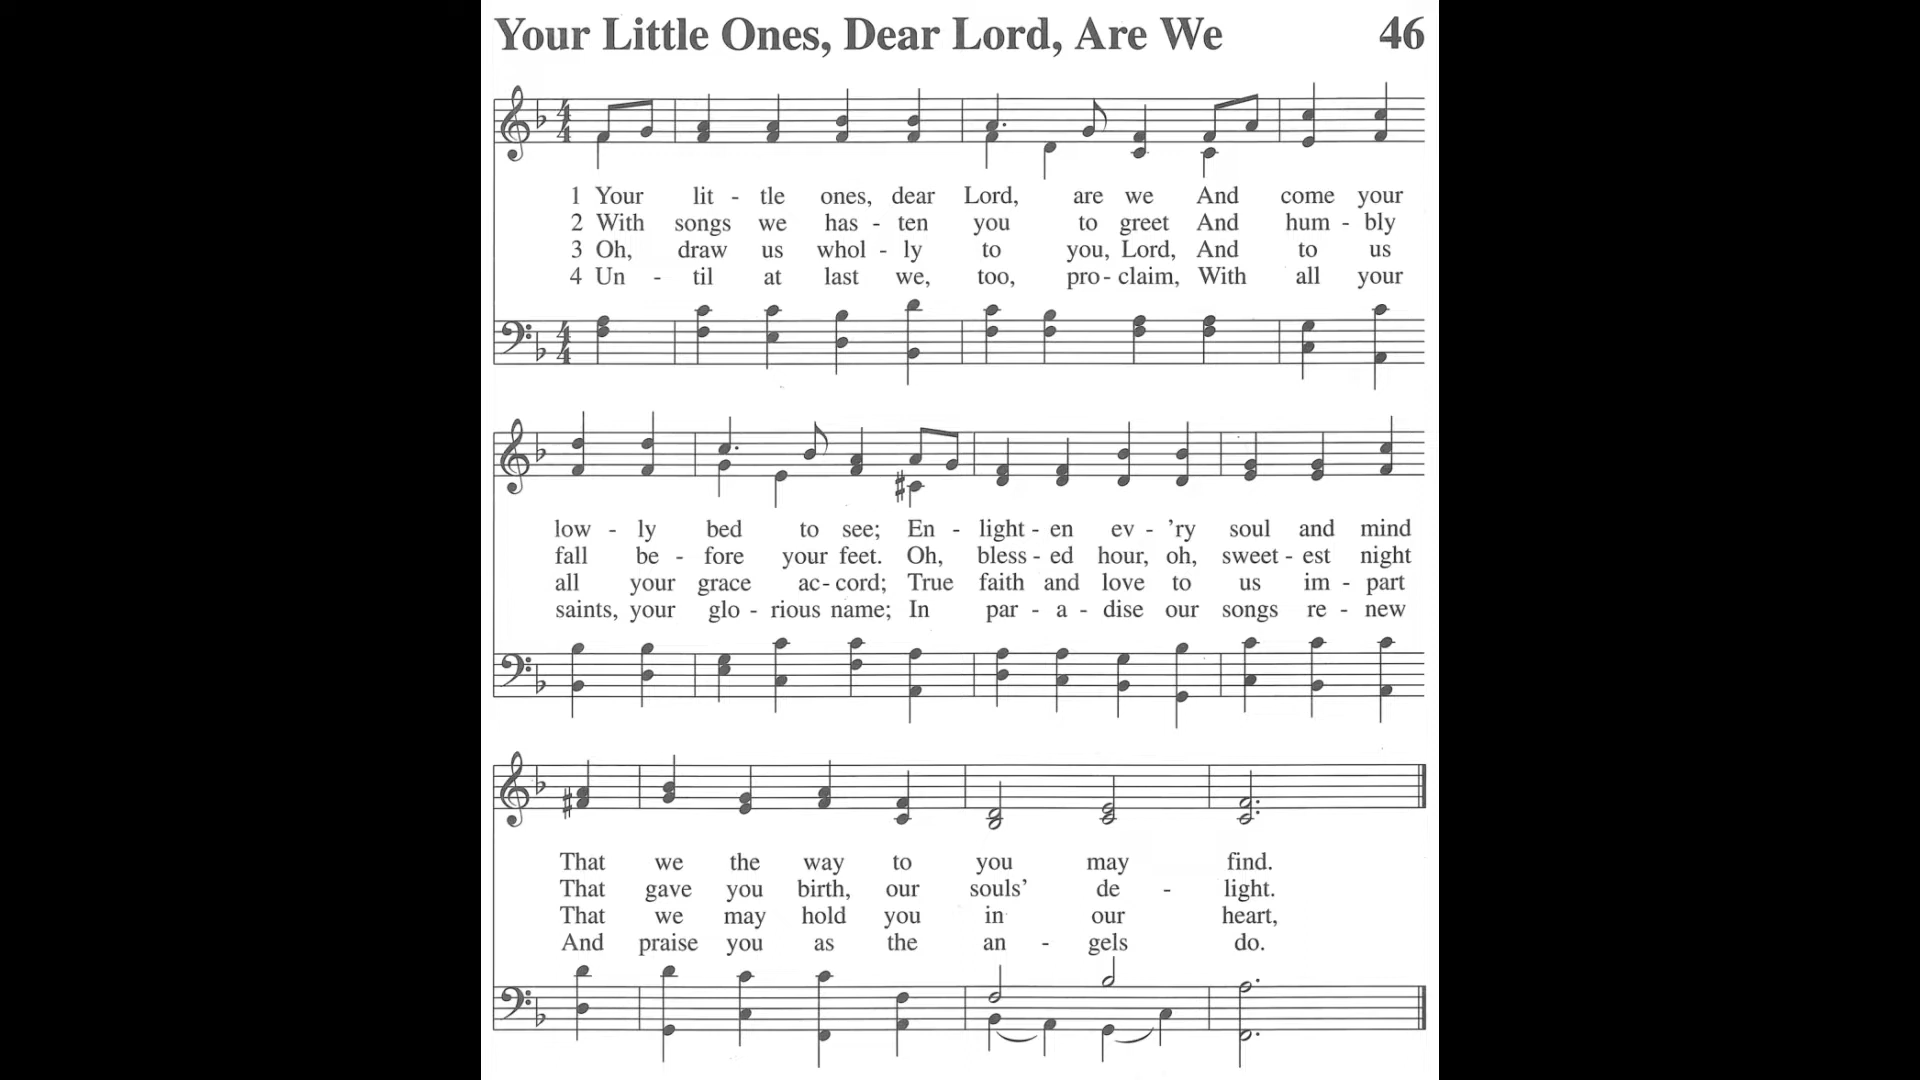 Your Little Ones, Dear Lord, Are We 46
4
4
1 Your lit - tle ones, dear Lord, are we And come your
2 With songs we has - ten you to greet And hum - bly
3 Oh, draw us whol - ly to you, Lord, And to us
4 Un - til at last we, too, pro - claim, With all your
4
4
low - ly bed to see; En - light - en ev - ’ry soul and mind
fall be - fore your feet. Oh, bless - ed hour, oh, sweet - est night
all your grace ac - cord; True faith and love to us im - part
saints, your glo - rious name; In par - a - dise our songs re - new
That we the way to you may find.
That gave you birth, our souls’ de - light.
That we may hold you in our heart,
And praise you as the an - gels do.